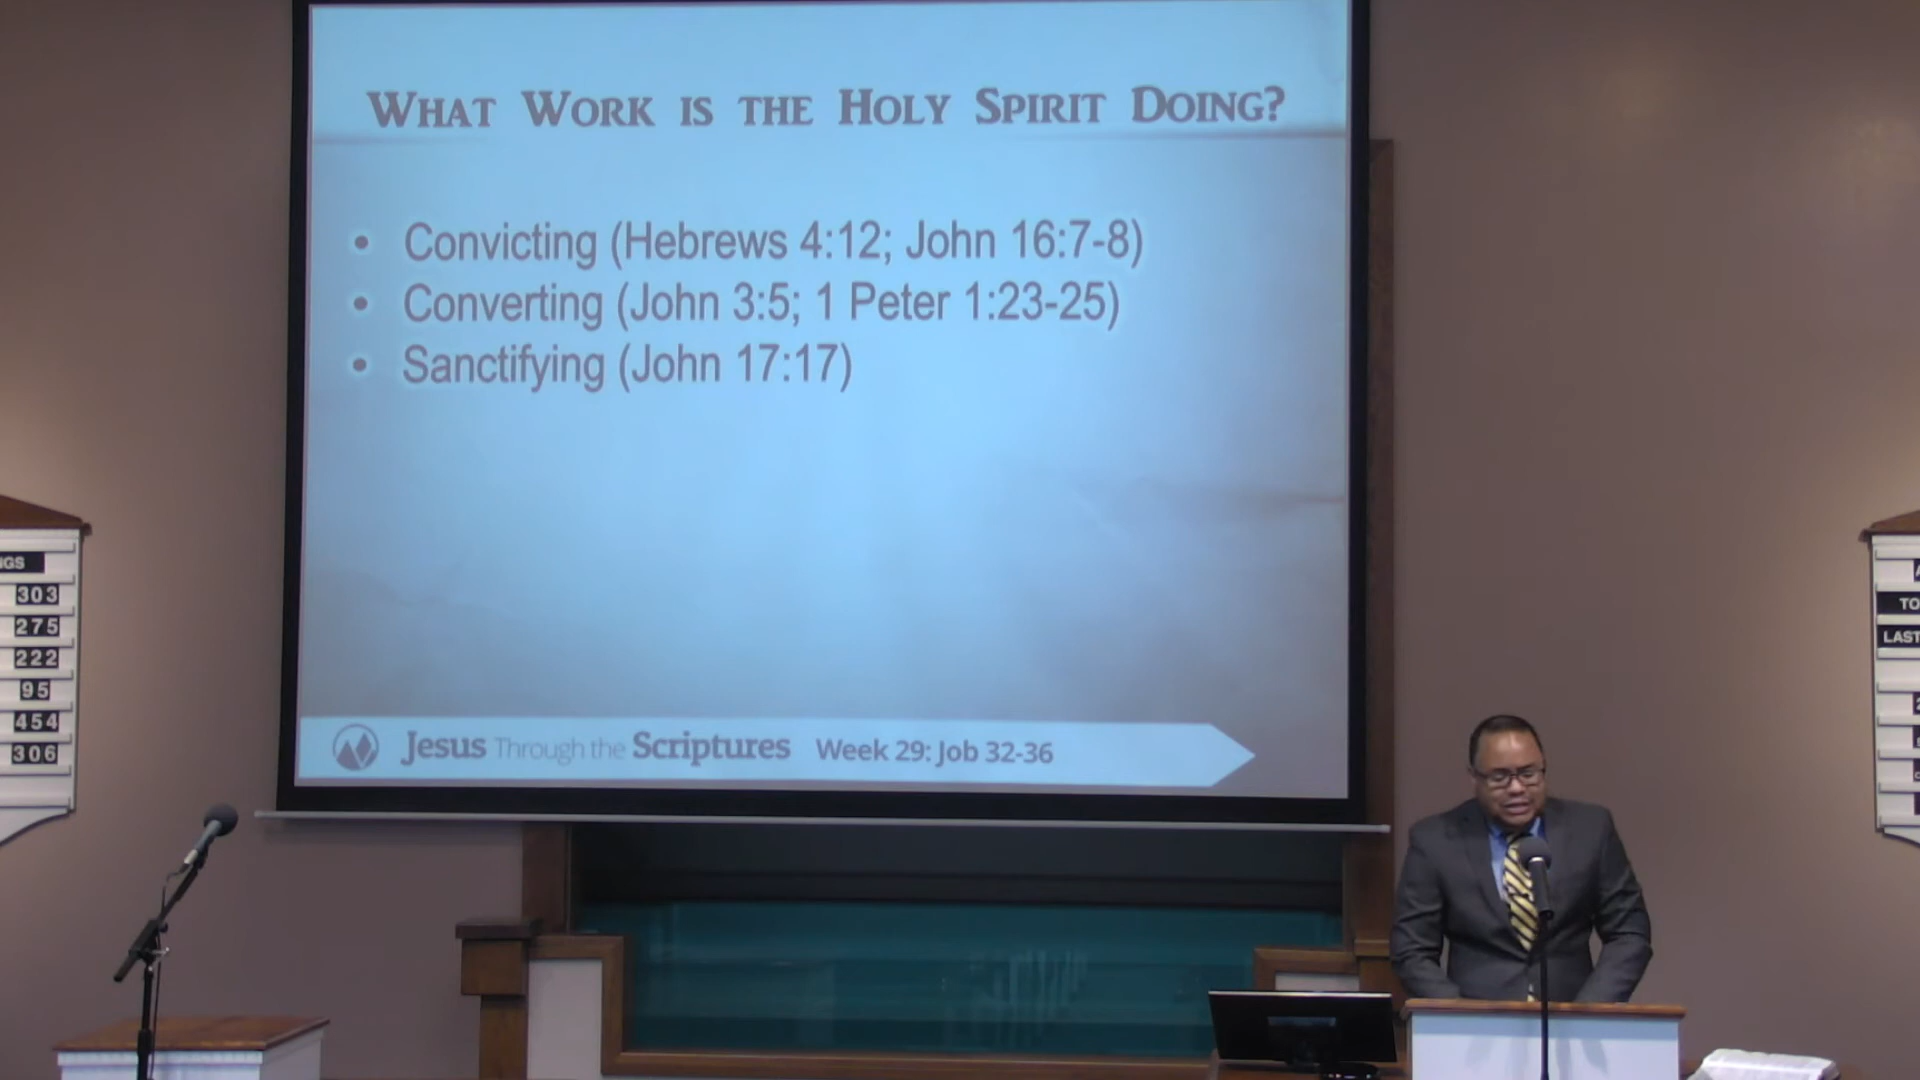 What Work is the Holy Spirit Doing?
• Convicting (Hebrews 4:12; John 16:7-8)
• Converting (John 3:5; 1 Peter 1:23-25)
• Sanctifying (John 17:17)
Jesus Through the Scriptures Week 29: Job 32-36
GS
303
275
222
95
454
306
TO
LAST